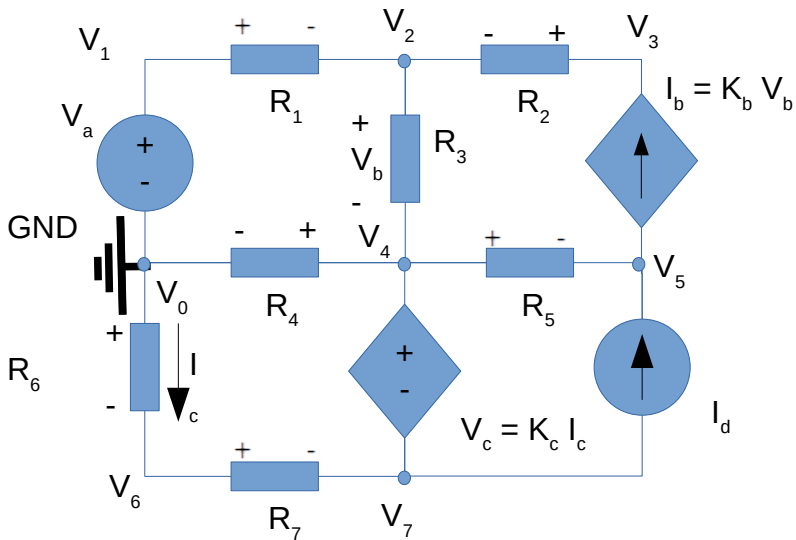 V1 + - V2 - + V3
R1 R2 Ib = Kb Vb
Va + - + Vb - R3
GND - + V4 + - V5
V0 R4 R5
+ R6 - Ic + - Id
Vc = Kc Ic
+ -
V6 R7 V7